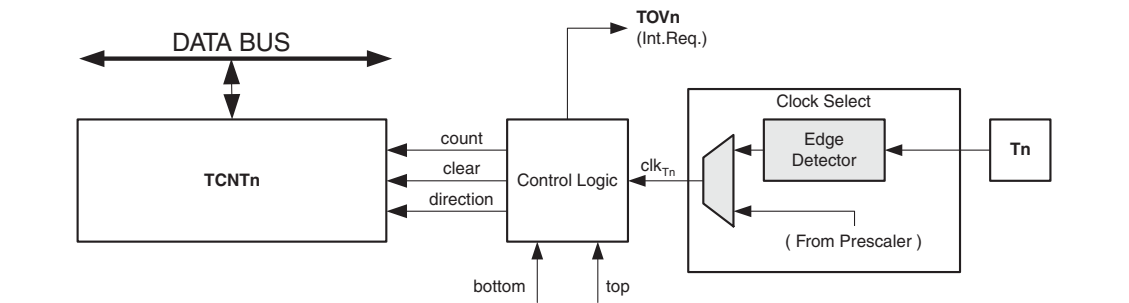 TOVn
(Int.Req.)
DATA BUS
Clock Select
TCNTn
count
clear
direction
Control Logic
clkTn
Edge
Detector
Tn
( From Prescaler )
bottom
top